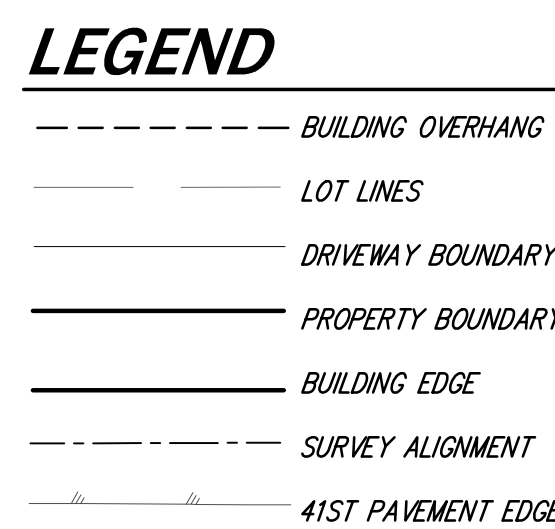 LEGEND
BUILDING OVERHANG
LOT LINES
DRIVEWAY BOUNDARY
PROPERTY BOUNDARY
BUILDING EDGE
SURVEY ALIGNMENT
41ST PAVEMENT EDGE